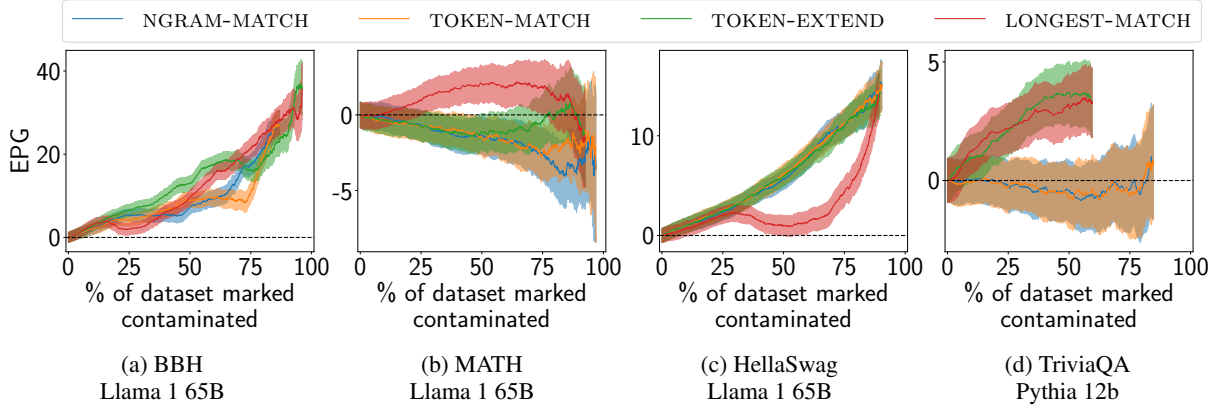 NGRAM-MATCH TOKEN-MATCH TOKEN-EXTEND LONGEST-MATCH
EPG
40
20
0
0 25 50 75 100
% of dataset marked
contaminated
(a) BBH
Llama 1 65B
0
-5
0 25 50 75 100
% of dataset marked
contaminated
(b) MATH
Llama 1 65B
10
0
0 25 50 75 100
% of dataset marked
contaminated
(c) HellaSwag
Llama 1 65B
5
0
0 25 50 75 100
% of dataset marked
contaminated
(d) TriviaQA
Pythia 12b